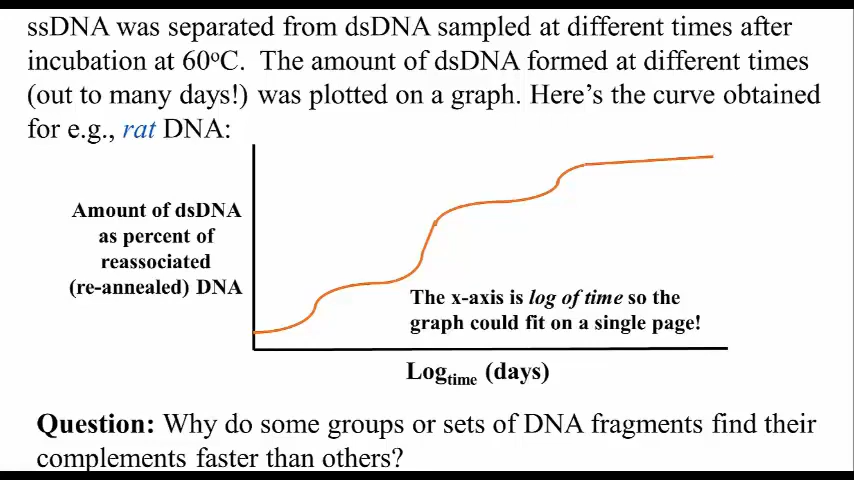 ssDNA was separated from dsDNA sampled at different times after
incubation at 60ºC. The amount of dsDNA formed at different times
(out to many days!) was plotted on a graph. Here’s the curve obtained
for e.g., rat DNA:
Amount of dsDNA
as percent of
reassociated
(re-annealed) DNA
The x-axis is log of time so the
graph could fit on a single page!
Logtime (days)
Question: Why do some groups or sets of DNA fragments find their
complements faster than others?